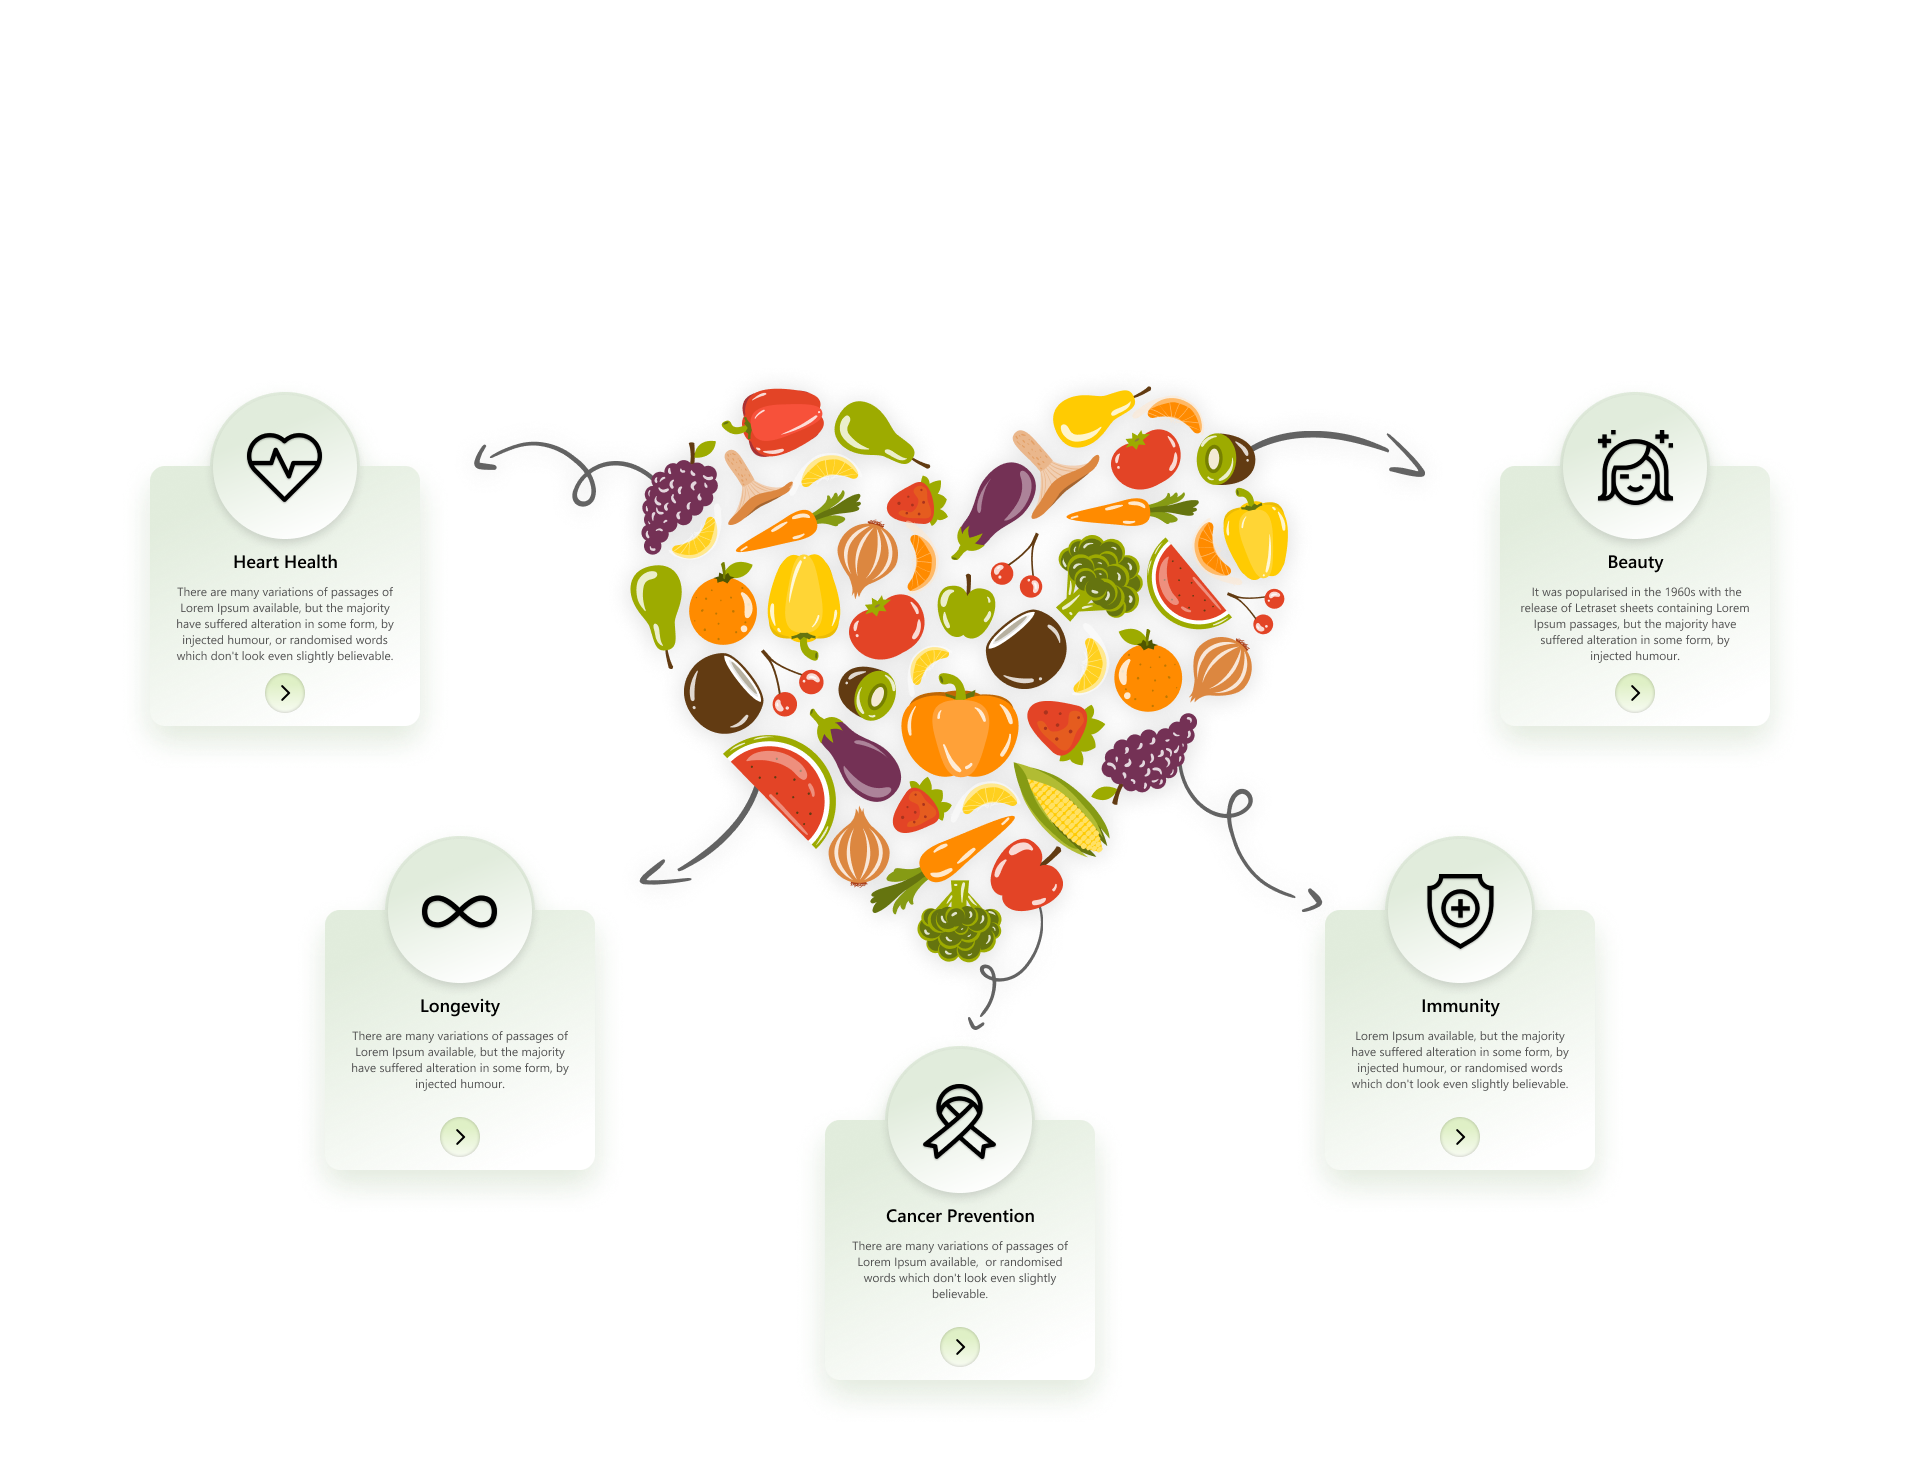 Heart Health
There are many variations of passages of
Lorem Ipsum available, but the majority
have suffered alteration in some form, by
injected humour, or randomised words
which don't look even slightly believable.
Beauty
It was popularised in the 1960s with the
release of Letraset sheets containing Lorem
Ipsum passages, but the majority have
suffered alteration in some form, by
injected humour.
Longevity
There are many variations of passages of
Lorem Ipsum available, but the majority
have suffered alteration in some form, by
injected humour.
Immunity
Lorem Ipsum available, but the majority
have suffered alteration in some form, by
injected humour, or randomised words
which don't look even slightly believable.
Cancer Prevention
There are many variations of passages of
Lorem Ipsum available,  or randomised
words which don't look even slightly
believable.